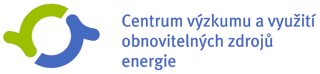 Centrum výzkumu a využití
obnovitelných zdrojů
energie